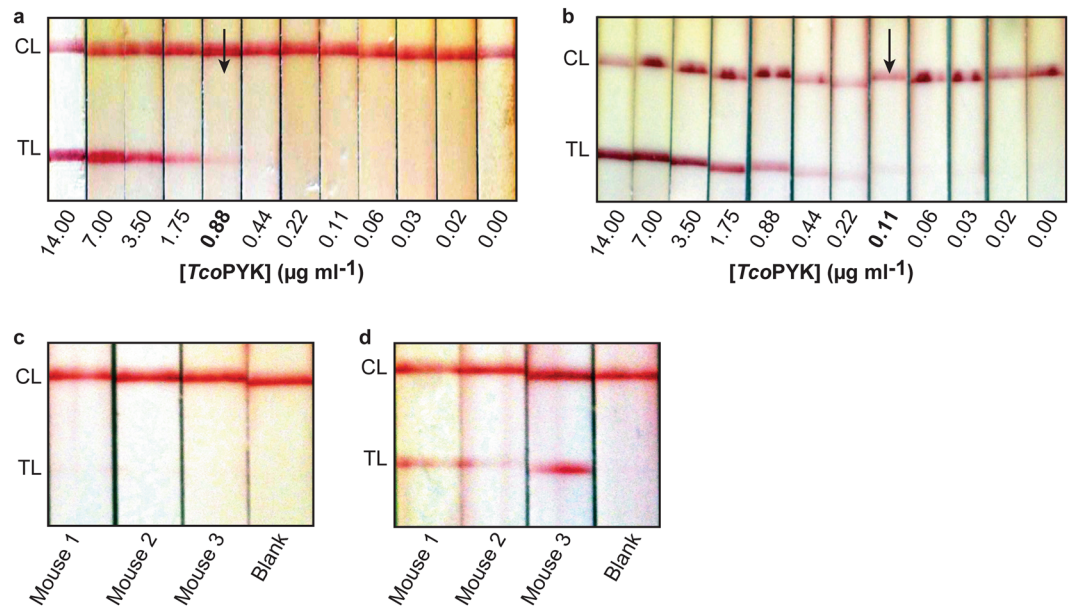 a
CL
TL
14.00 7.00 3.50 1.75 0.88 0.44 0.22 0.11 0.06 0.03 0.02 0.00
[TcoPYK] (µg ml-1)
b
CL
TL
14.00 7.00 3.50 1.75 0.88 0.44 0.22 0.11 0.06 0.03 0.02 0.00
[TcoPYK] (µg ml-1)
c
CL
TL
Mouse 1 Mouse 2 Mouse 3 Blank
d
CL
TL
Mouse 1 Mouse 2 Mouse 3 Blank